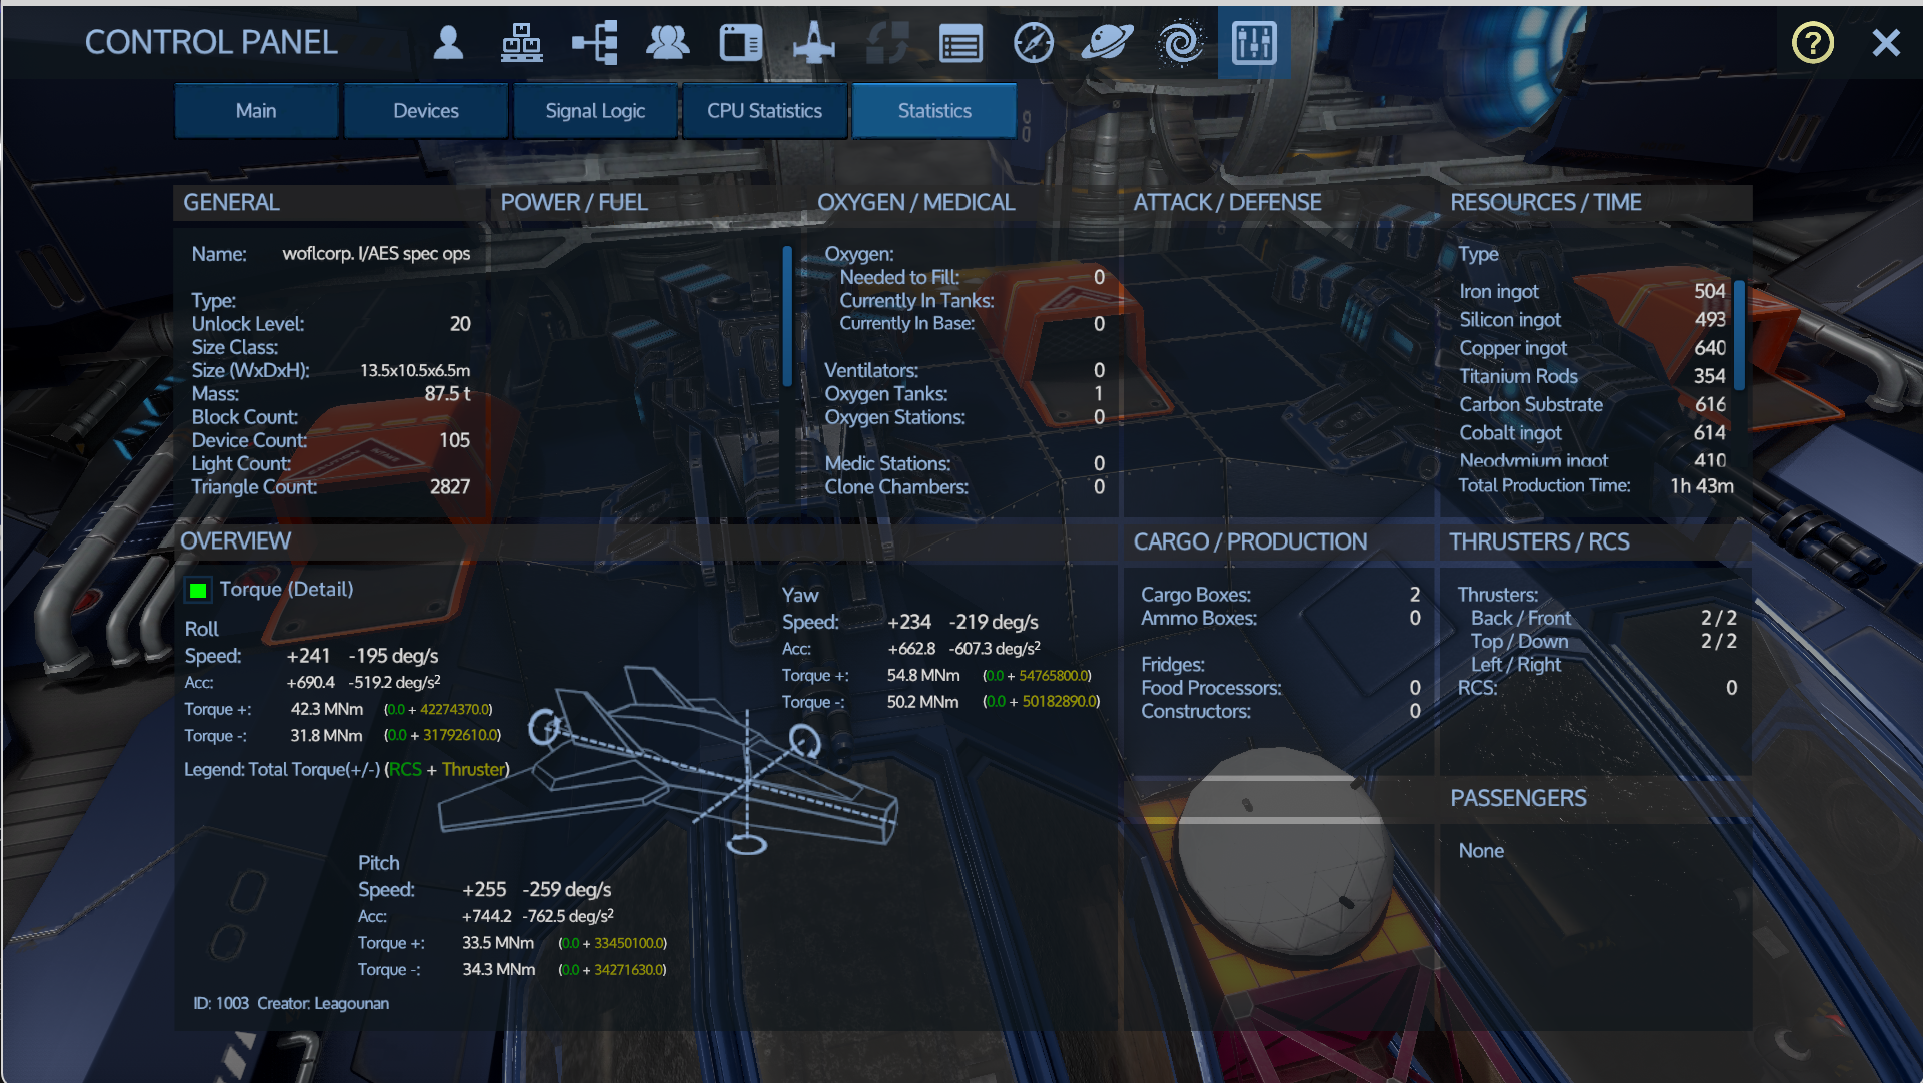 CONTROL PANEL
?
Main
Devices
Signal Logic
CPU Statistics
Statistics
GENERAL
Name: woflcorp. I/AES spec ops
Type:
Unlock Level: 20
Size Class:
Size (WxDxH): 13.5x10.5x6.5m
Mass: 87.5 t
Block Count:
Device Count: 105
Light Count:
Triangle Count: 2827
POWER / FUEL
OXYGEN / MEDICAL
Oxygen:
Needed to Fill: 0
Currently In Tanks:
Currently In Base: 0
Ventilators: 0
Oxygen Tanks: 1
Oxygen Stations: 0
Medic Stations: 0
Clone Chambers: 0
ATTACK / DEFENSE
RESOURCES / TIME
Type
Iron ingot 504
Silicon ingot 493
Copper ingot 640
Titanium Rods 354
Carbon Substrate 616
Cobalt ingot 614
Neodymium ingot 410
Total Production Time: 1h 43m
OVERVIEW
Torque (Detail)
Roll
Speed: +241 -195 deg/s
Acc: +690.4 -519.2 deg/s²
Torque +: 42.3 MNm (0.0 + 42274370.0)
Torque -: 31.8 MNm (0.0 + 31792610.0)
Legend: Total Torque(+/-) (RCS + Thruster)
Yaw
Speed: +234 -219 deg/s
Acc: +662.8 -607.3 deg/s²
Torque +: 54.8 MNm (0.0 + 54765800.0)
Torque -: 50.2 MNm (0.0 + 50182890.0)
Pitch
Speed: +255 -259 deg/s
Acc: +744.2 -762.5 deg/s²
Torque +: 33.5 MNm (0.0 + 33450100.0)
Torque -: 34.3 MNm (0.0 + 34271630.0)
ID: 1003 Creator: Leagounan
CARGO / PRODUCTION
Cargo Boxes: 2
Ammo Boxes: 0
Fridges:
Food Processors: 0
Constructors: 0
THRUSTERS / RCS
Thrusters:
Back / Front 2 / 2
Top / Down 2 / 2
Left / Right
RCS: 0
PASSENGERS
None